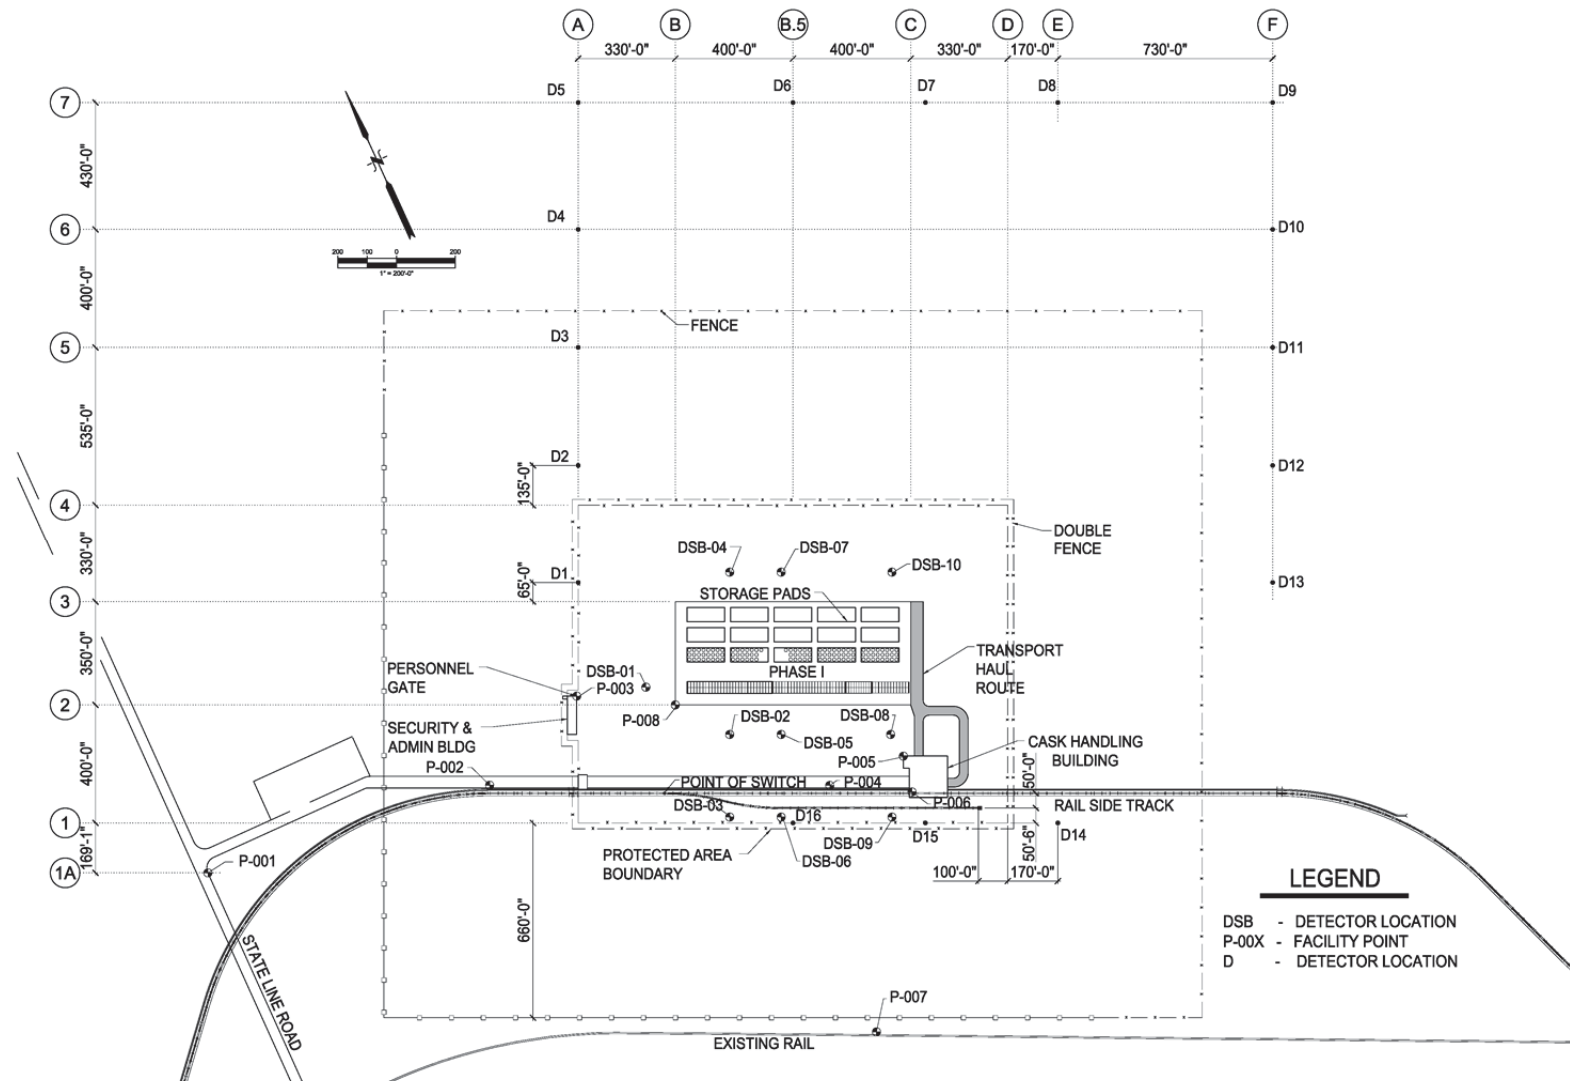 A B B.5 C D E F
330'-0" 400'-0" 400'-0" 330'-0" 170'-0" 730'-0"
7 D5 D6 D7 D8 D9
430'-0"
6 D4 D10
200 100 0 200
1" = 200'-0"
400'-0"
FENCE
5 D3 D11
535'-0"
D2 D12
135'-0"
4
DOUBLE
FENCE
330'-0"
DSB-04 DSB-07 DSB-10
D1 D13
65'-0"
3
STORAGE PADS
350'-0"
TRANSPORT
HAUL
ROUTE
PERSONNEL
GATE
DSB-01
PHASE I
P-003
2
P-008
DSB-02 DSB-08
SECURITY &
ADMIN BLDG
DSB-05
CASK HANDLING
BUILDING
400'-0"
P-002
P-005
POINT OF SWITCH
P-004
50'-0"
P-006
RAIL SIDE TRACK
DSB-03
D16
1
D15
D14
DSB-09
50'-6"
169'-1"
PROTECTED AREA
BOUNDARY
DSB-06
P-001
1A
100'-0" 170'-0"
660'-0"
LEGEND
DSB - DETECTOR LOCATION
P-00X - FACILITY POINT
D - DETECTOR LOCATION
STATE LINE ROAD
P-007
EXISTING RAIL